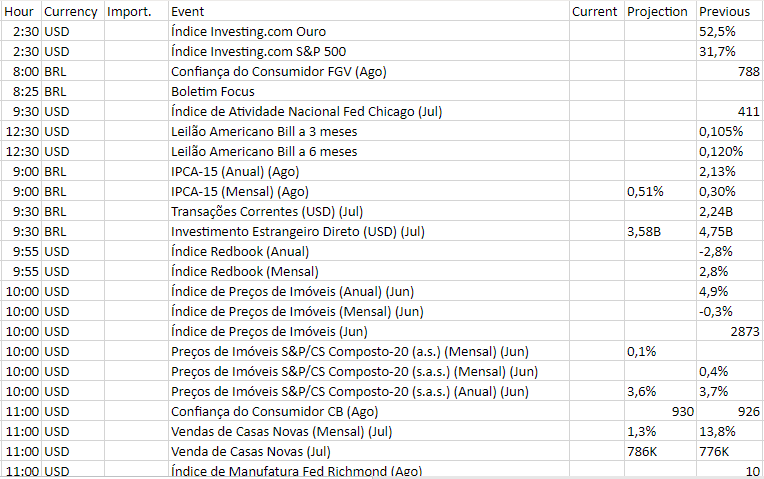 Hour Currency Import. Event Current Projection Previous
2:30 USD Índice Investing.com Ouro 52,5%
2:30 USD Índice Investing.com S&P 500 31,7%
8:00 BRL Confiança do Consumidor FGV (Ago) 788
8:25 BRL Boletim Focus
9:30 USD Índice de Atividade Nacional Fed Chicago (Jul) 411
12:30 USD Leilão Americano Bill a 3 meses 0,105%
12:30 USD Leilão Americano Bill a 6 meses 0,120%
9:00 BRL IPCA-15 (Anual) (Ago) 2,13%
9:00 BRL IPCA-15 (Mensal) (Ago) 0,51% 0,30%
9:30 BRL Transações Correntes (USD) (Jul) 2,24B
9:30 BRL Investimento Estrangeiro Direto (USD) (Jul) 3,58B 4,75B
9:55 USD Índice Redbook (Anual) -2,8%
9:55 USD Índice Redbook (Mensal) 2,8%
10:00 USD Índice de Preços de Imóveis (Anual) (Jun) 4,9%
10:00 USD Índice de Preços de Imóveis (Mensal) (Jun) -0,3%
10:00 USD Índice de Preços de Imóveis (Jun) 2873
10:00 USD Preços de Imóveis S&P/CS Composto-20 (a.s.) (Mensal) (Jun) 0,1%
10:00 USD Preços de Imóveis S&P/CS Composto-20 (s.a.s.) (Mensal) (Jun) 0,4%
10:00 USD Preços de Imóveis S&P/CS Composto-20 (s.a.s.) (Anual) (Jun) 3,6% 3,7%
11:00 USD Confiança do Consumidor CB (Ago) 930 926
11:00 USD Vendas de Casas Novas (Mensal) (Jul) 1,3% 13,8%
11:00 USD Venda de Casas Novas (Jul) 786K 776K
11:00 USD Índice de Manufatura Fed Richmond (Ago) 10